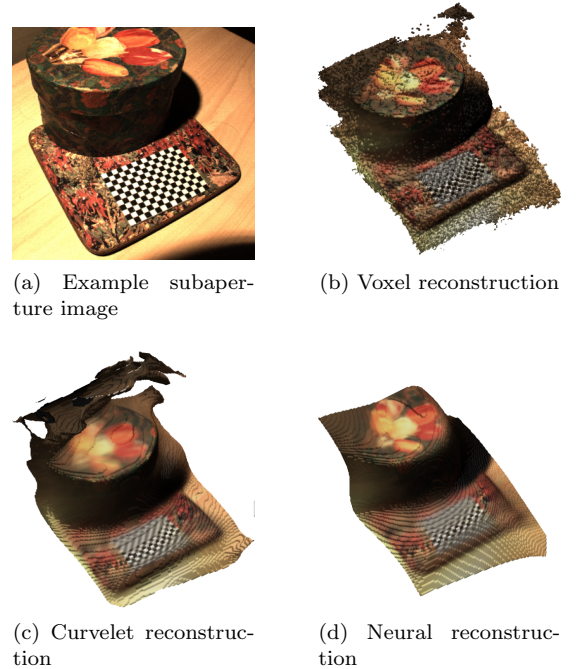 (a) Example subaper-
ture image
(b) Voxel reconstruction
(c) Curvelet reconstruc-
tion
(d) Neural reconstruc-
tion